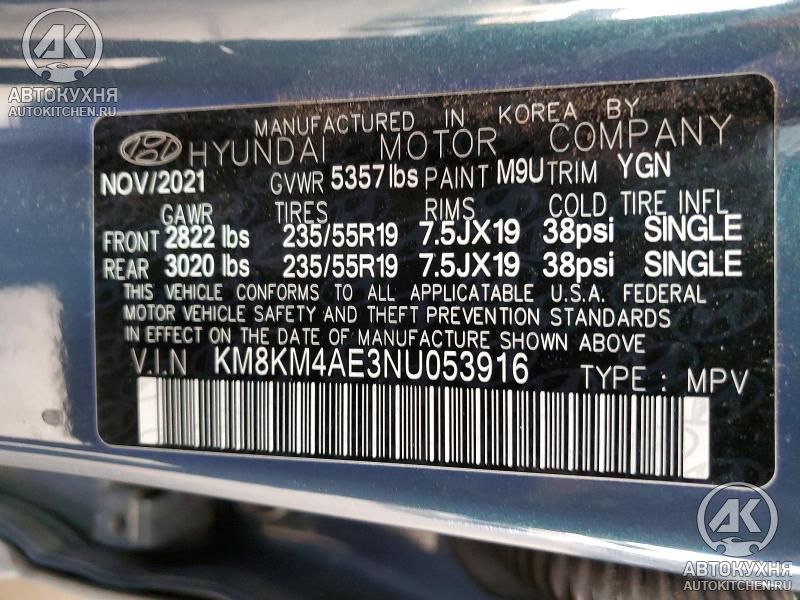 AK
АВТОКУХНЯ
AUTOKITCHEN.RU
MANUFACTURED IN KOREA BY
HYUNDAI MOTOR COMPANY
NOV/2021 GVWR 5357 lbs PAINT M9U TRIM YGN
GAWR TIRES RIMS COLD TIRE INFL
FRONT 2822 lbs 235/55R19 7.5JX19 38psi SINGLE
REAR 3020 lbs 235/55R19 7.5JX19 38psi SINGLE
THIS VEHICLE CONFORMS TO ALL APPLICATABLE U.S.A. FEDERAL
MOTOR VEHICLE SAFETY AND THEFT PREVENTION STANDARDS
IN EFFECT ON THE DATE OF MANUFACTURE SHOWN ABOVE
V.I.N KM8KM4AE3NU053916 TYPE : MPV
AK
АВТОКУХНЯ
AUTOKITCHEN.RU